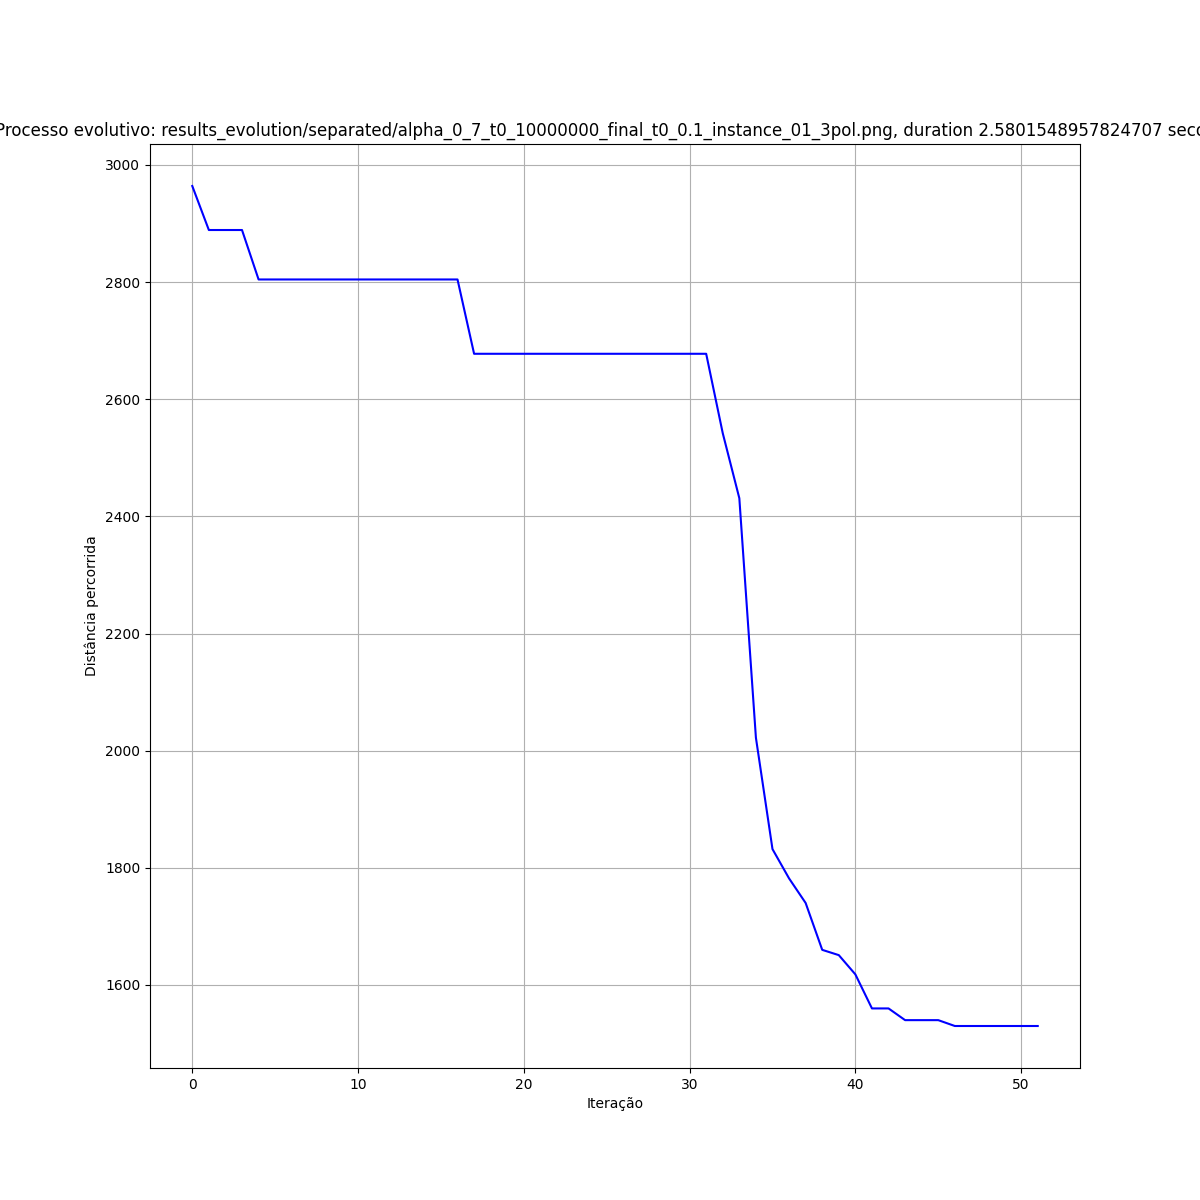 Processo evolutivo: results_evolution/separated/alpha_0_7_t0_10000000_final_t0_0.1_instance_01_3pol.png, duration 2.5801548957824707 seco
3000
2800
2600
2400
2200
2000
1800
1600
Distância percorrida
0 10 20 30 40 50
Iteração